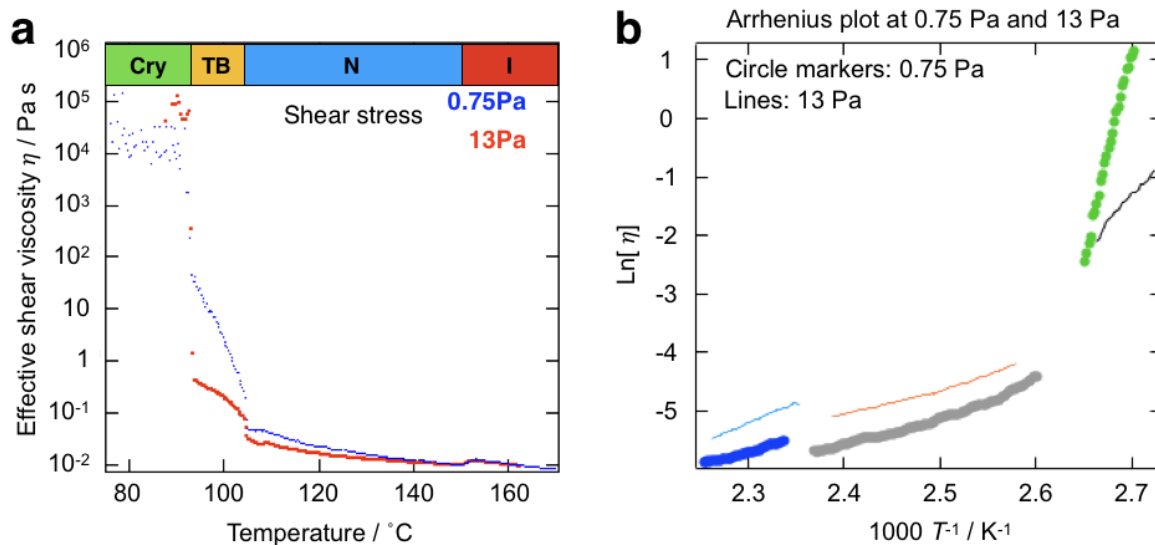 a
Effective shear viscosity η / Pa s
10⁶
10⁵
10⁴
10³
10²
10
1
10⁻¹
10⁻²
Cry TB N I
Shear stress
0.75Pa
13Pa
80 100 120 140 160
Temperature / ˚C
b
Arrhenius plot at 0.75 Pa and 13 Pa
Circle markers: 0.75 Pa
Lines: 13 Pa
Ln[ η ]
1
0
-1
-2
-3
-4
-5
2.3 2.4 2.5 2.6 2.7
1000 T⁻¹ / K⁻¹